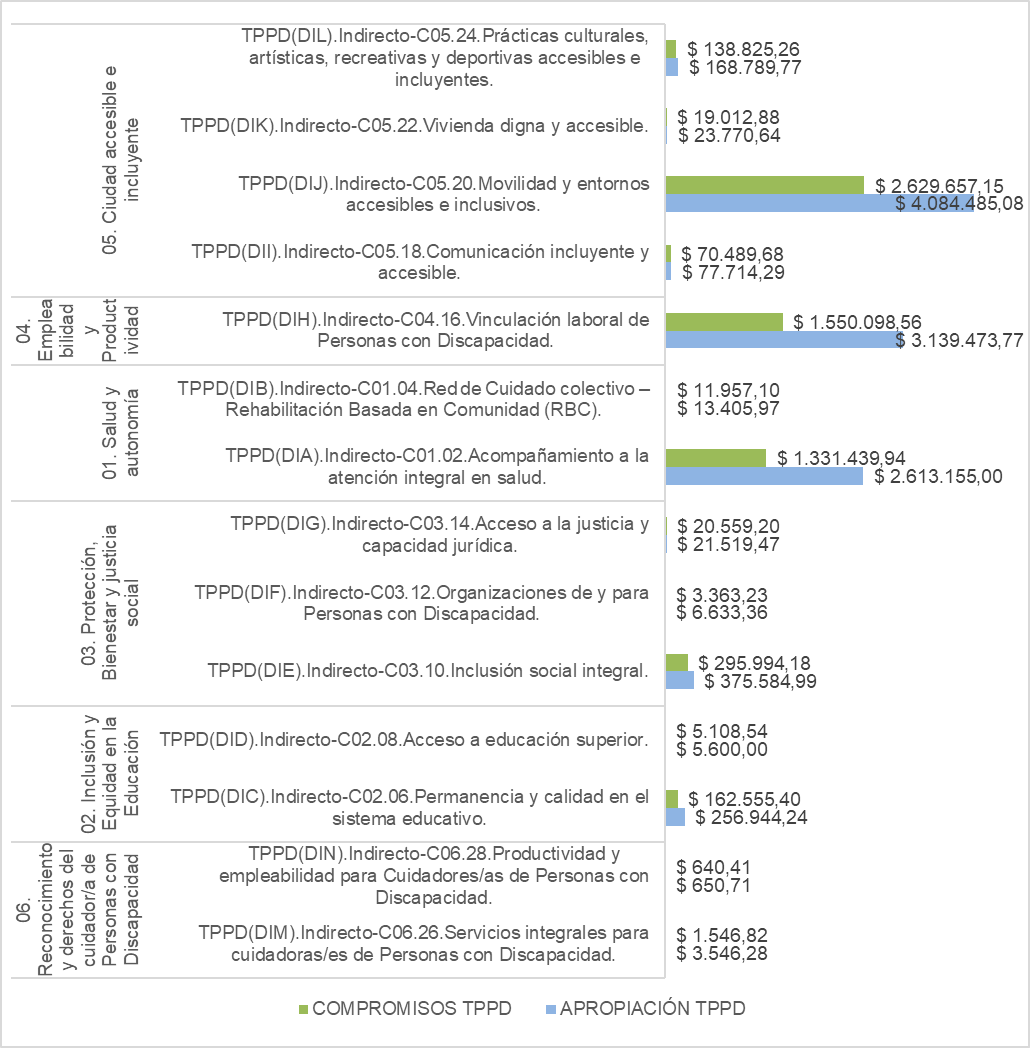 05. Ciudad accesible e
incluyente
TPPD(DIL).Indirecto-C05.24.Prácticas culturales,
artísticas, recreativas y deportivas accesibles e
incluyentes.
$ 138.825,26
$ 168.789,77
TPPD(DIK).Indirecto-C05.22.Vivienda digna y accesible.
$ 19.012,88
$ 23.770,64
TPPD(DIJ).Indirecto-C05.20.Movilidad y entornos
accesibles e inclusivos.
$ 2.629.657,15
$ 4.084.485,08
TPPD(DII).Indirecto-C05.18.Comunicación incluyente y
accesible.
$ 70.489,68
$ 77.714,29
04.
Emplea
bilidad
y
Product
ividad
TPPD(DIH).Indirecto-C04.16.Vinculación laboral de
Personas con Discapacidad.
$ 1.550.098,56
$ 3.139.473,77
01. Salud y
autonomía
TPPD(DIB).Indirecto-C01.04.Red de Cuidado colectivo –
Rehabilitación Basada en Comunidad (RBC).
$ 11.957,10
$ 13.405,97
TPPD(DIA).Indirecto-C01.02.Acompañamiento a la
atención integral en salud.
$ 1.331.439,94
$ 2.613.155,00
03. Protección,
Bienestar y justicia
social
TPPD(DIG).Indirecto-C03.14.Acceso a la justicia y
capacidad jurídica.
$ 20.559,20
$ 21.519,47
TPPD(DIF).Indirecto-C03.12.Organizaciones de y para
Personas con Discapacidad.
$ 3.363,23
$ 6.633,36
TPPD(DIE).Indirecto-C03.10.Inclusión social integral.
$ 295.994,18
$ 375.584,99
02. Inclusión y
Equidad en la
Educación
TPPD(DID).Indirecto-C02.08.Acceso a educación superior.
$ 5.108,54
$ 5.600,00
TPPD(DIC).Indirecto-C02.06.Permanencia y calidad en el
sistema educativo.
$ 162.555,40
$ 256.944,24
06.
Reconocimiento
y derechos del
cuidador/a de
Personas con
Discapacidad
TPPD(DIN).Indirecto-C06.28.Productividad y
empleabilidad para Cuidadores/as de Personas con
Discapacidad.
$ 640,41
$ 650,71
TPPD(DIM).Indirecto-C06.26.Servicios integrales para
cuidadoras/es de Personas con Discapacidad.
$ 1.546,82
$ 3.546,28
COMPROMISOS TPPD
APROPIACIÓN TPPD